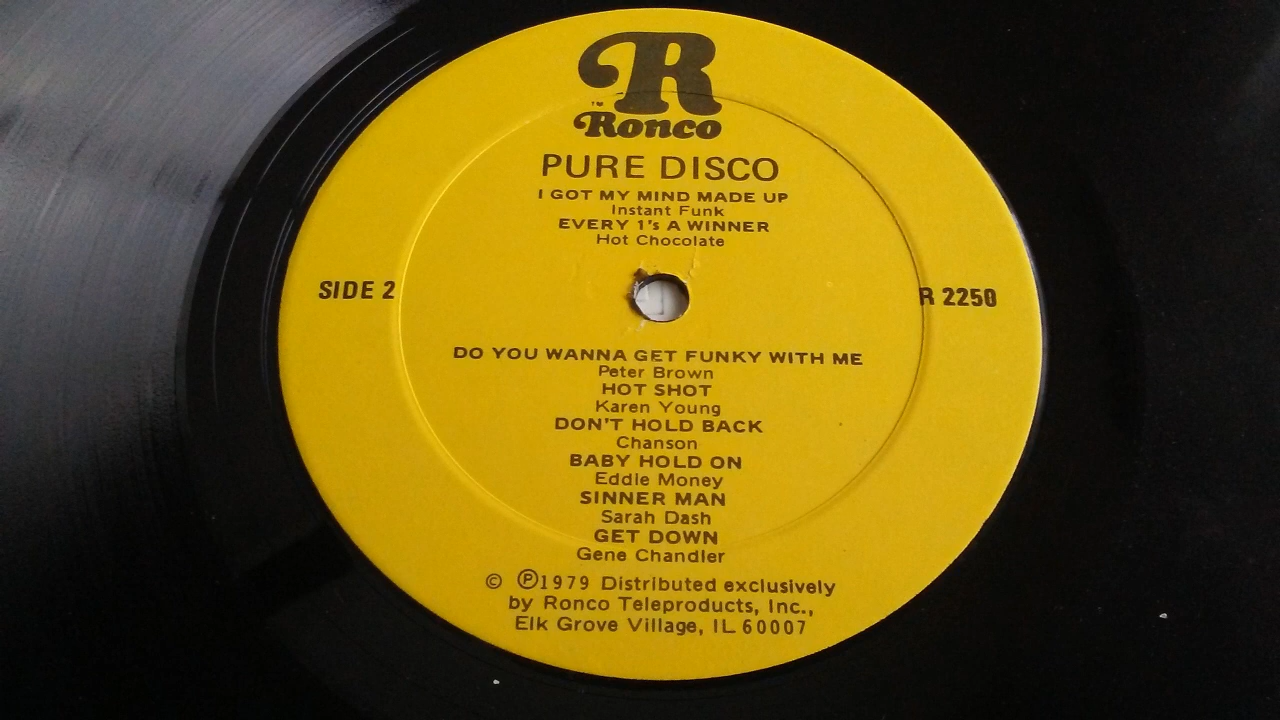 R
TM
Ronco
PURE DISCO
I GOT MY MIND MADE UP
Instant Funk
EVERY 1's A WINNER
Hot Chocolate
SIDE 2
R 2250
DO YOU WANNA GET FUNKY WITH ME
Peter Brown
HOT SHOT
Karen Young
DON'T HOLD BACK
Chanson
BABY HOLD ON
Eddie Money
SINNER MAN
Sarah Dash
GET DOWN
Gene Chandler
© ℗1979 Distributed exclusively
by Ronco Teleproducts, Inc.,
Elk Grove Village, IL 60007